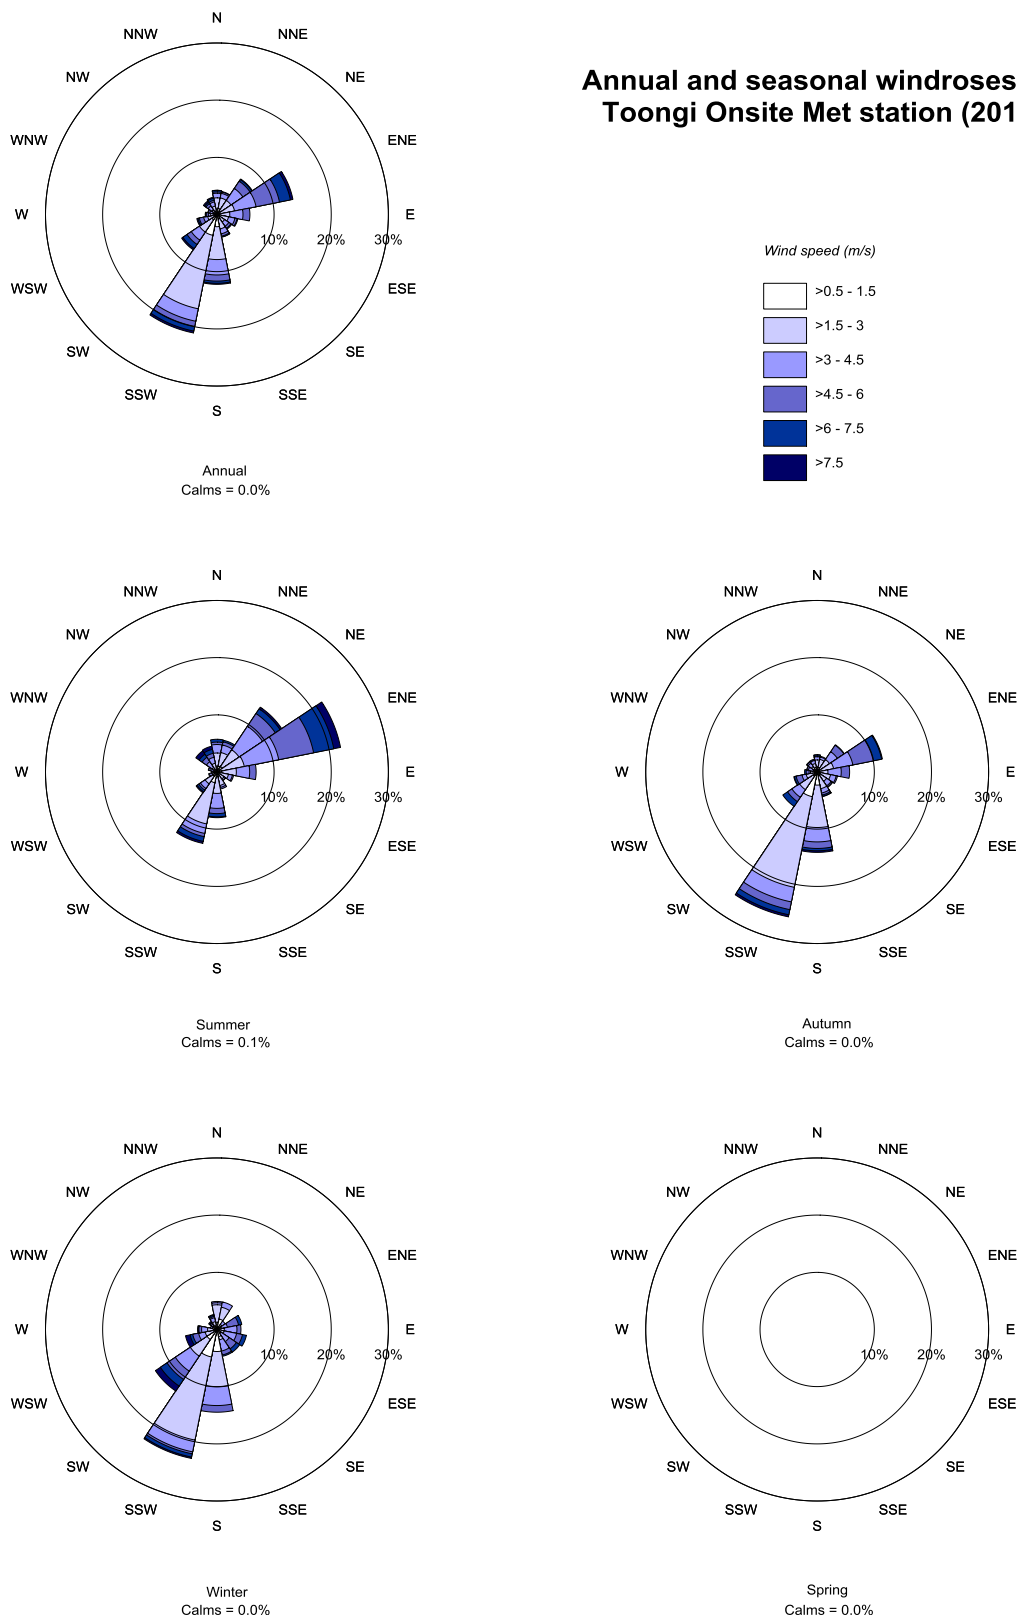 Annual and seasonal windroses
Toongi Onsite Met station (201
N
NNW
NNE
NW
NE
WNW
ENE
W
E
10%
20%
30%
WSW
ESE
SW
SE
SSW
SSE
S
Annual
Calms = 0.0%
Wind speed (m/s)
>0.5 - 1.5
>1.5 - 3
>3 - 4.5
>4.5 - 6
>6 - 7.5
>7.5
N
NNW
NNE
NW
NE
WNW
ENE
W
E
10%
20%
30%
WSW
ESE
SW
SE
SSW
SSE
S
Summer
Calms = 0.1%
N
NNW
NNE
NW
NE
WNW
ENE
W
E
10%
20%
30%
WSW
ESE
SW
SE
SSW
SSE
S
Autumn
Calms = 0.0%
N
NNW
NNE
NW
NE
WNW
ENE
W
E
10%
20%
30%
WSW
ESE
SW
SE
SSW
SSE
S
Winter
Calms = 0.0%
N
NNW
NNE
NW
NE
WNW
ENE
W
E
10%
20%
30%
WSW
ESE
SW
SE
SSW
SSE
S
Spring
Calms = 0.0%